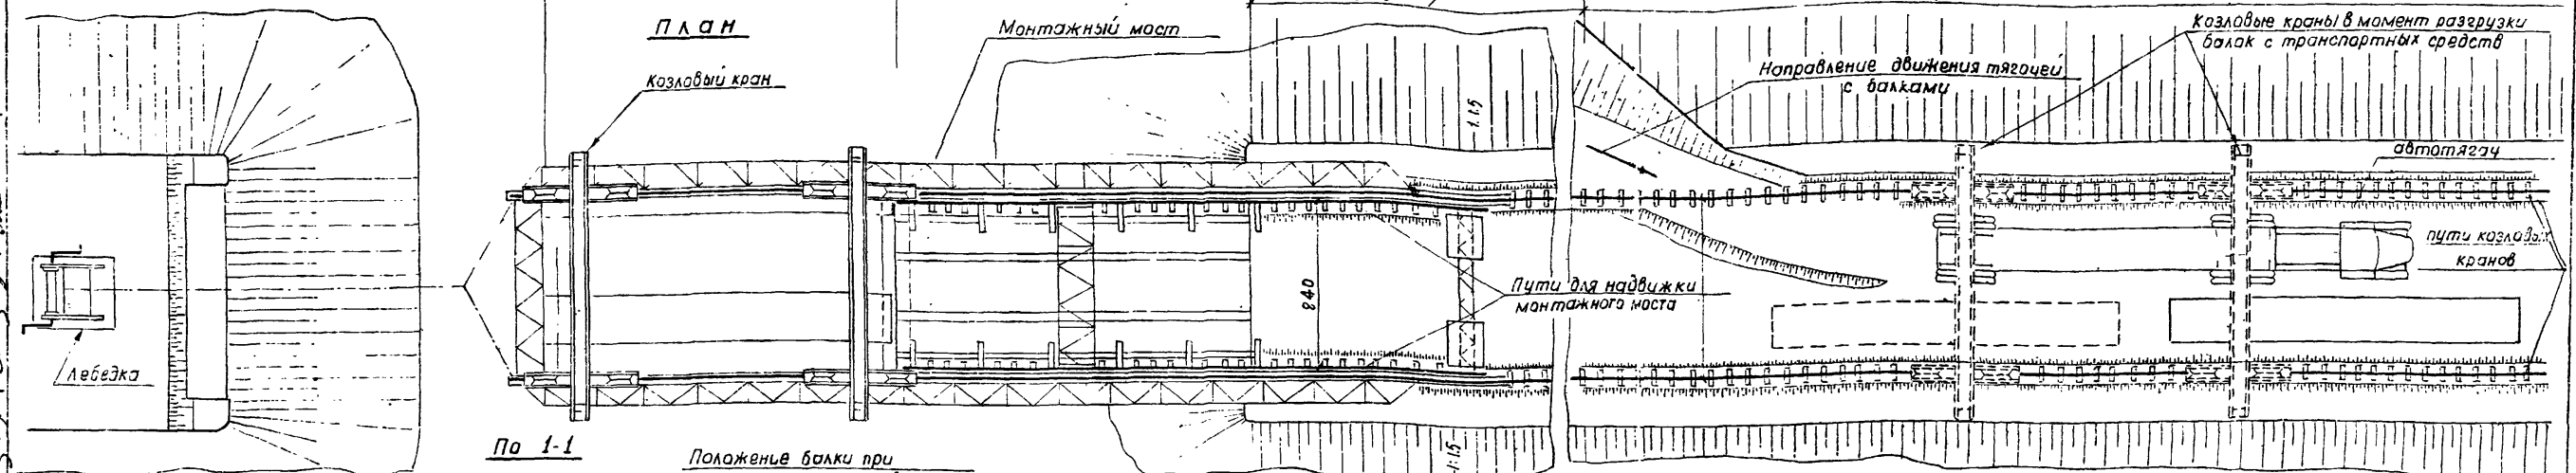 План
Монтажный мост
Козловый кран
Козловые краны в момент разгрузки
балок с транспортных средств
Направление движения тягочей
с балками
1:1.5
автотягач
пути козловых
кранов
840
Пути для надвижки
монтажного моста
Лебедка
По 1-1
Положение балки при
1:1.5